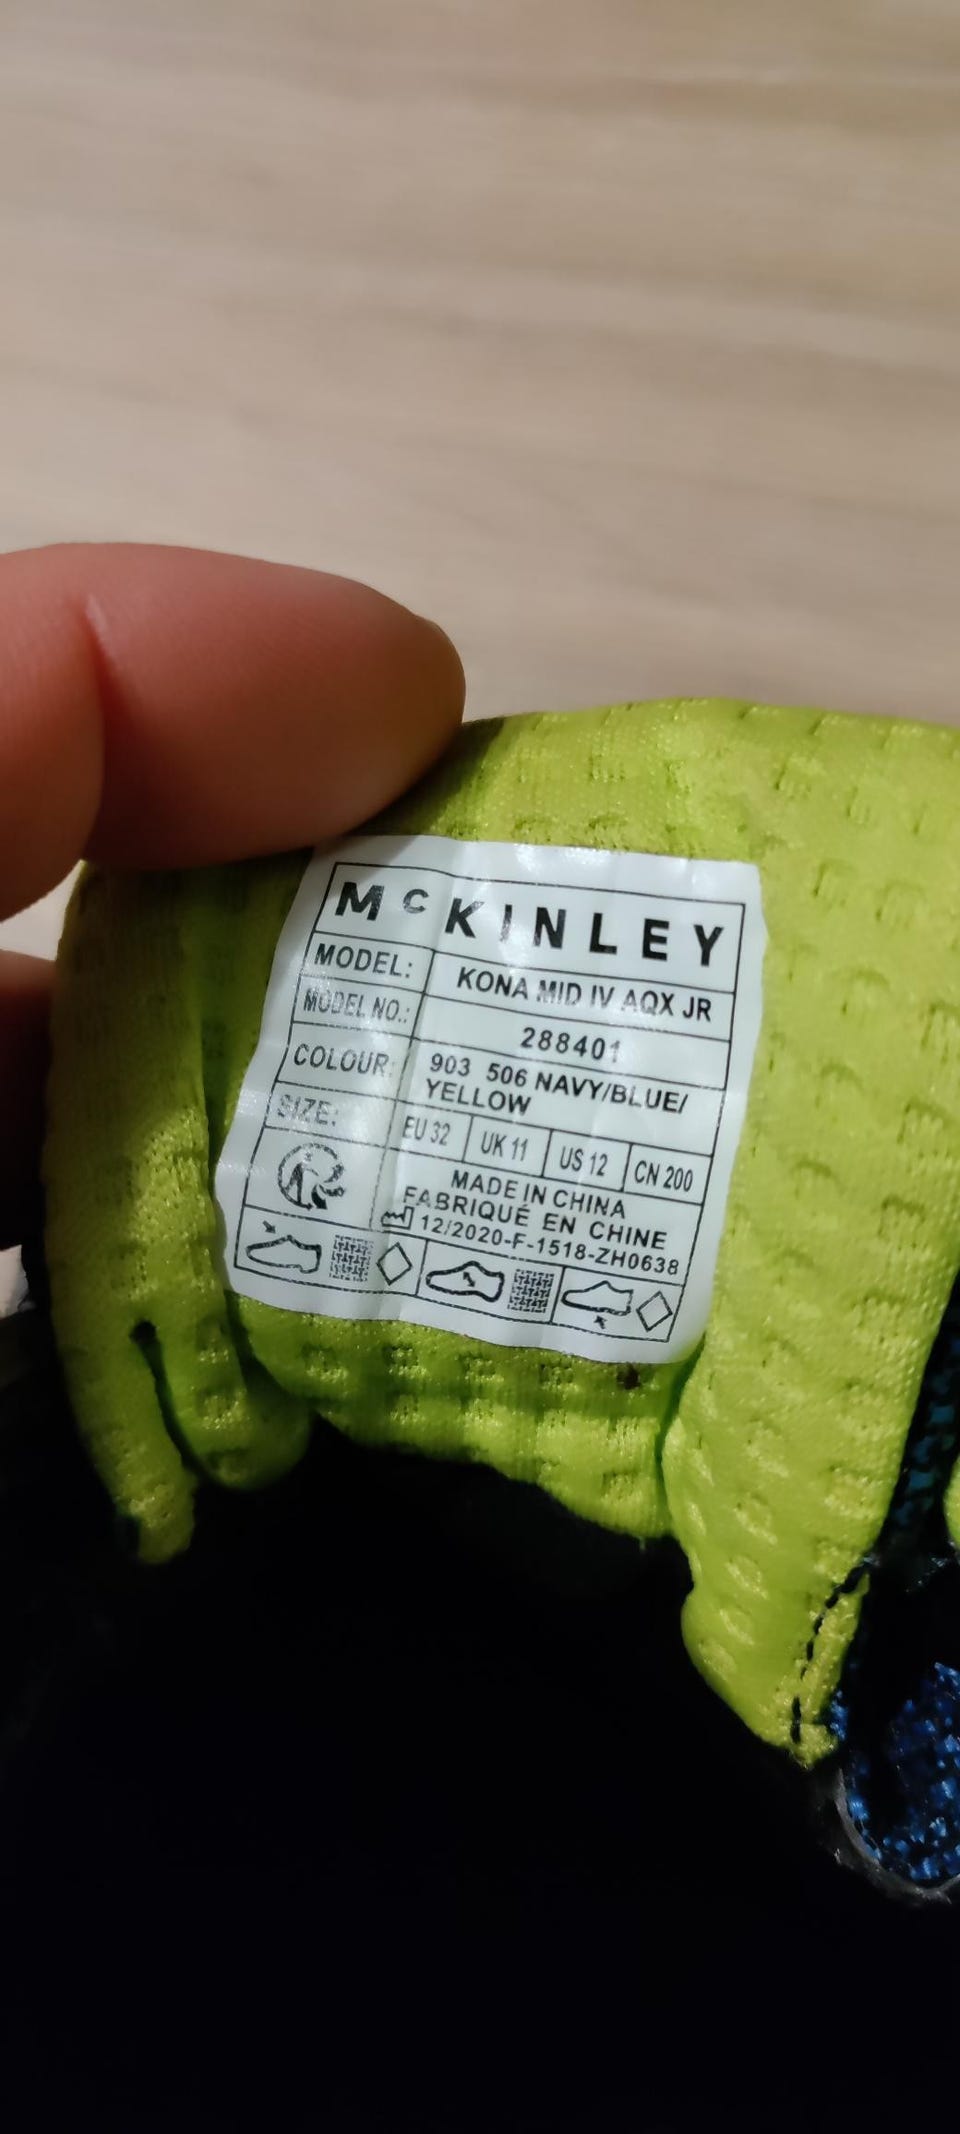 McKINLEY
MODEL: KONA MID IV AQX JR
MODEL NO.: 288401
COLOUR: 903 506 NAVY/BLUE/
YELLOW
SIZE: EU 32 UK 11 US 12 CN 200
MADE IN CHINA
FABRIQUÉ EN CHINE
12/2020-F-1518-ZH0638